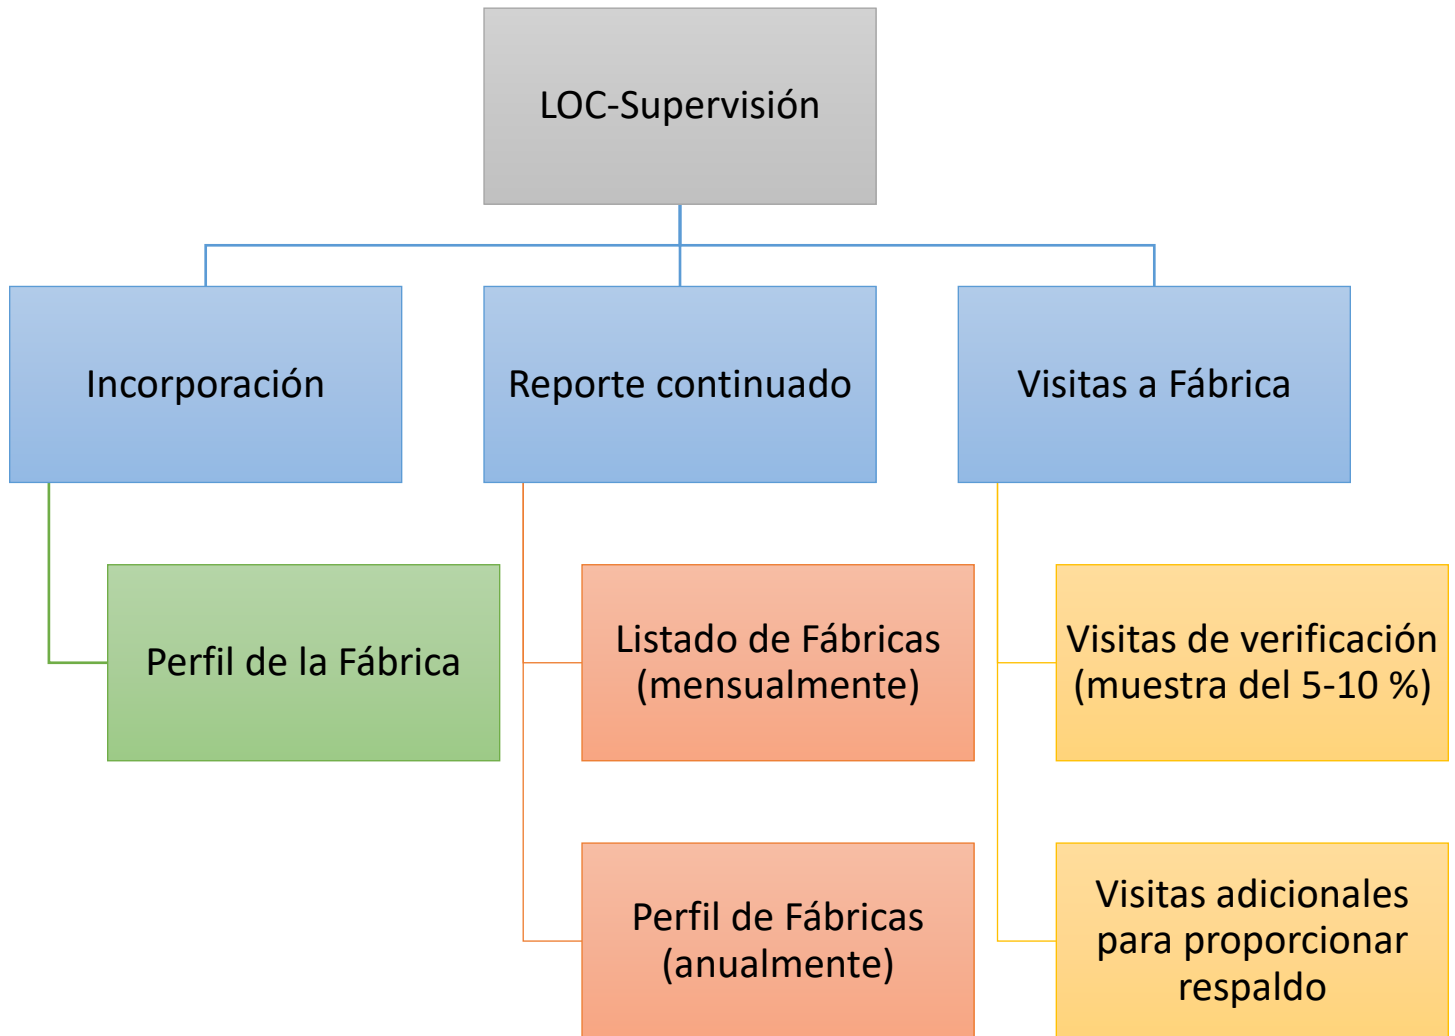 LOC-Supervisión
Incorporación
Reporte continuado
Visitas a Fábrica
Perfil de la Fábrica
Listado de Fábricas
(mensualmente)
Visitas de verificación
(muestra del 5-10 %)
Perfil de Fábricas
(anualmente)
Visitas adicionales
para proporcionar
respaldo